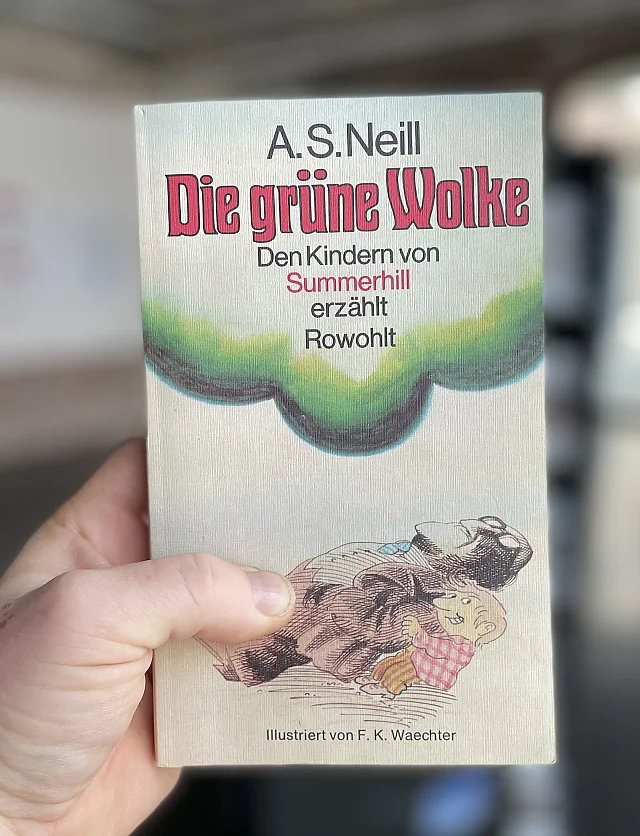 A.S.Neill
Die grüne Wolke
Den Kindern von
Summerhill
erzählt
Rowohlt
Illustriert von F. K. Waechter